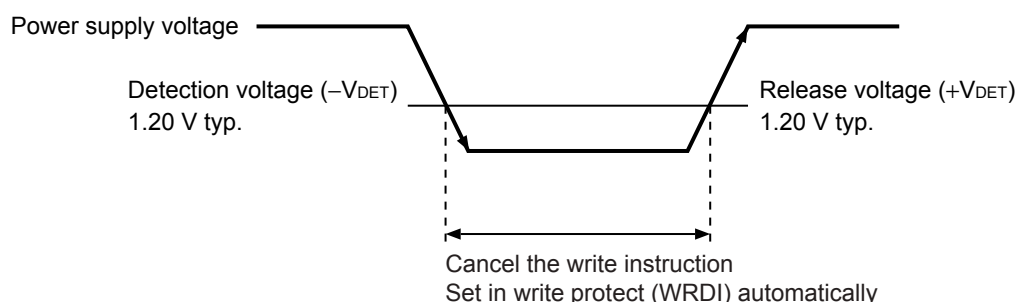 Power supply voltage
Detection voltage (−VDET)
1.20 V typ.
Release voltage (+VDET)
1.20 V typ.
Cancel the write instruction
Set in write protect (WRDI) automatically